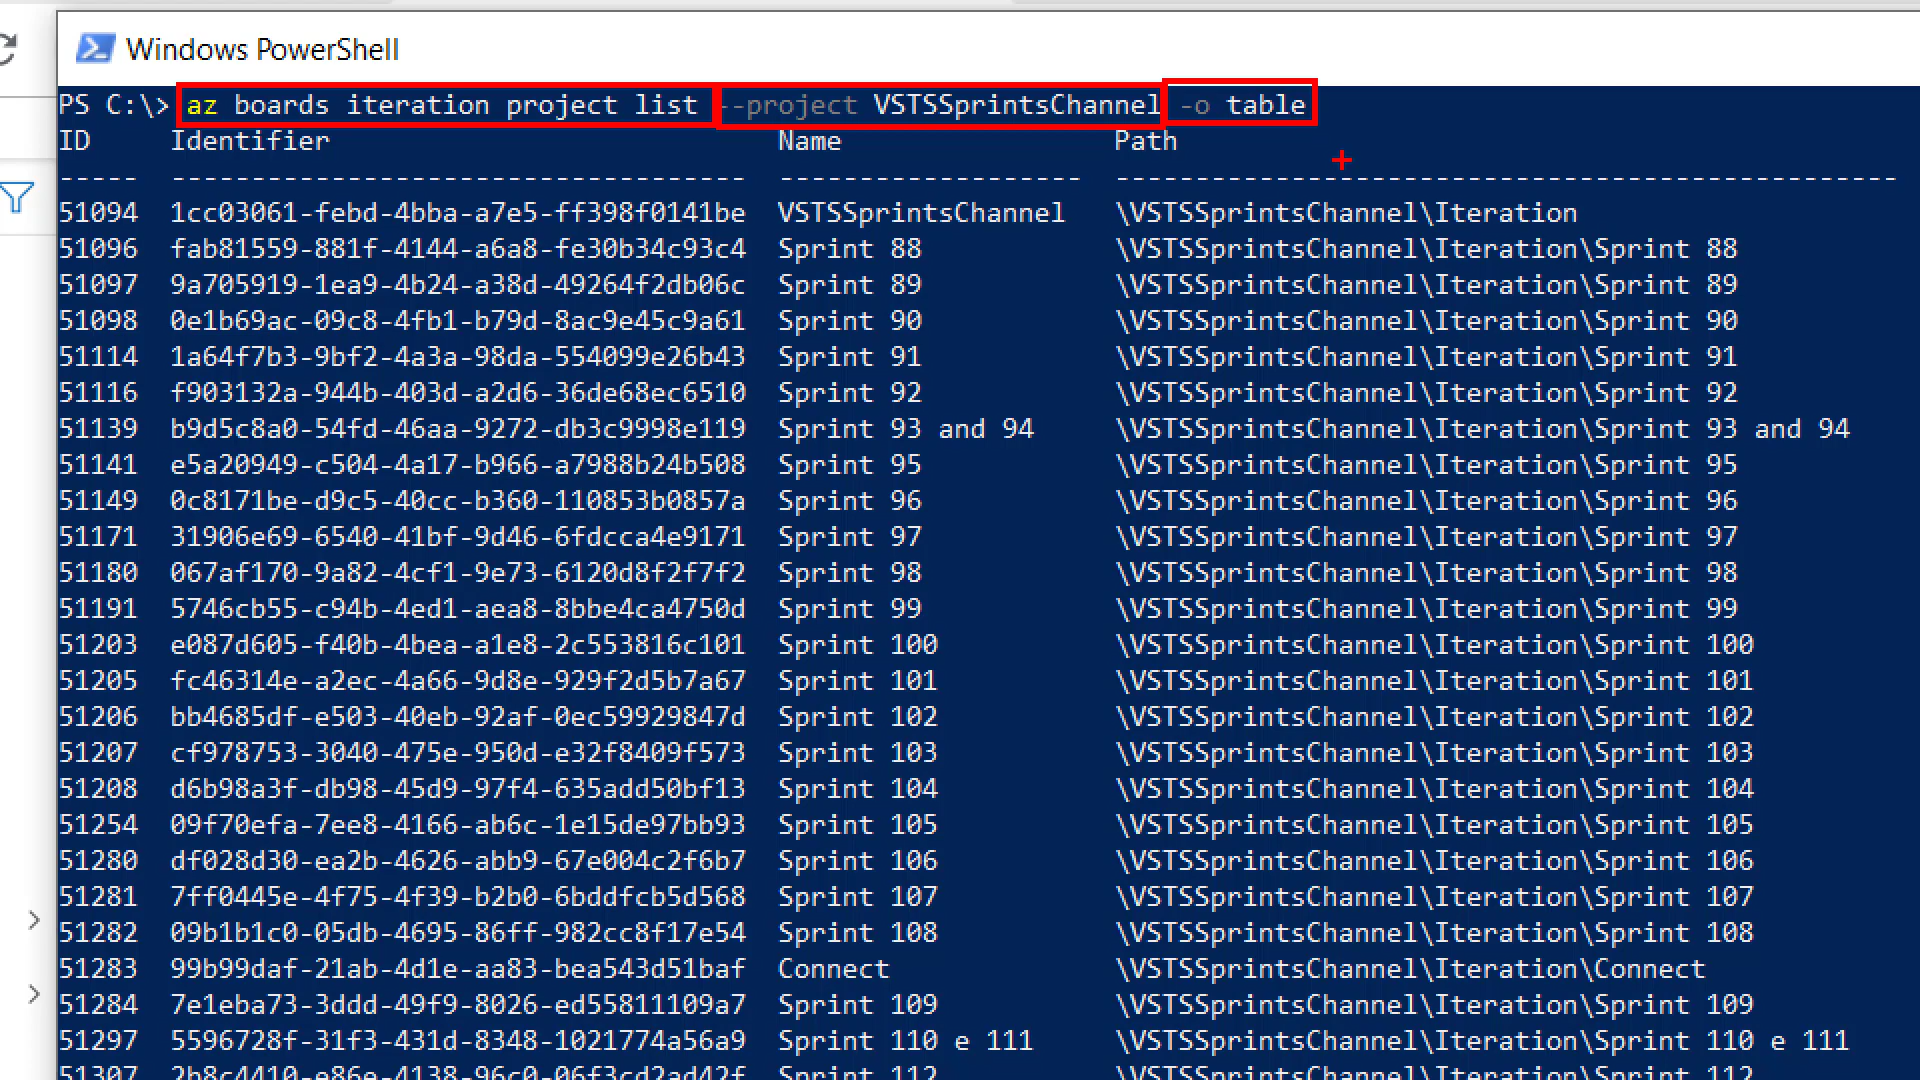 Windows PowerShell
PS C:\> az boards iteration project list --project VSTSSprintsChannel -o table
ID Identifier Name Path
----- ------------------------------------ ------------------- -------------------------------------------------
51094 1cc03061-febd-4bba-a7e5-ff398f0141be VSTSSprintsChannel \VSTSSprintsChannel\Iteration
51096 fab81559-881f-4144-a6a8-fe30b34c93c4 Sprint 88 \VSTSSprintsChannel\Iteration\Sprint 88
51097 9a705919-1ea9-4b24-a38d-49264f2db06c Sprint 89 \VSTSSprintsChannel\Iteration\Sprint 89
51098 0e1b69ac-09c8-4fb1-b79d-8ac9e45c9a61 Sprint 90 \VSTSSprintsChannel\Iteration\Sprint 90
51114 1a64f7b3-9bf2-4a3a-98da-554099e26b43 Sprint 91 \VSTSSprintsChannel\Iteration\Sprint 91
51116 f903132a-944b-403d-a2d6-36de68ec6510 Sprint 92 \VSTSSprintsChannel\Iteration\Sprint 92
51139 b9d5c8a0-54fd-46aa-9272-db3c9998e119 Sprint 93 and 94 \VSTSSprintsChannel\Iteration\Sprint 93 and 94
51141 e5a20949-c504-4a17-b966-a7988b24b508 Sprint 95 \VSTSSprintsChannel\Iteration\Sprint 95
51149 0c8171be-d9c5-40cc-b360-110853b0857a Sprint 96 \VSTSSprintsChannel\Iteration\Sprint 96
51171 31906e69-6540-41bf-9d46-6fdcca4e9171 Sprint 97 \VSTSSprintsChannel\Iteration\Sprint 97
51180 067af170-9a82-4cf1-9e73-6120d8f2f7f2 Sprint 98 \VSTSSprintsChannel\Iteration\Sprint 98
51191 5746cb55-c94b-4ed1-aea8-8bbe4ca4750d Sprint 99 \VSTSSprintsChannel\Iteration\Sprint 99
51203 e087d605-f40b-4bea-a1e8-2c553816c101 Sprint 100 \VSTSSprintsChannel\Iteration\Sprint 100
51205 fc46314e-a2ec-4a66-9d8e-929f2d5b7a67 Sprint 101 \VSTSSprintsChannel\Iteration\Sprint 101
51206 bb4685df-e503-40eb-92af-0ec59929847d Sprint 102 \VSTSSprintsChannel\Iteration\Sprint 102
51207 cf978753-3040-475e-950d-e32f8409f573 Sprint 103 \VSTSSprintsChannel\Iteration\Sprint 103
51208 d6b98a3f-db98-45d9-97f4-635add50bf13 Sprint 104 \VSTSSprintsChannel\Iteration\Sprint 104
51254 09f70efa-7ee8-4166-ab6c-1e15de97bb93 Sprint 105 \VSTSSprintsChannel\Iteration\Sprint 105
51280 df028d30-ea2b-4626-abb9-67e004c2f6b7 Sprint 106 \VSTSSprintsChannel\Iteration\Sprint 106
51281 7ff0445e-4f75-4f39-b2b0-6bddfcb5d568 Sprint 107 \VSTSSprintsChannel\Iteration\Sprint 107
51282 09b1b1c0-05db-4695-86ff-982cc8f17e54 Sprint 108 \VSTSSprintsChannel\Iteration\Sprint 108
51283 99b99daf-21ab-4d1e-aa83-bea543d51baf Connect \VSTSSprintsChannel\Iteration\Connect
51284 7e1eba73-3ddd-49f9-8026-ed55811109a7 Sprint 109 \VSTSSprintsChannel\Iteration\Sprint 109
51297 5596728f-31f3-431d-8348-1021774a56a9 Sprint 110 e 111 \VSTSSprintsChannel\Iteration\Sprint 110 e 111
51307 2b8c4410-e86e-4138-96c0-06f3cd2ad42f Sprint 112 \VSTSSprintsChannel\Iteration\Sprint 112